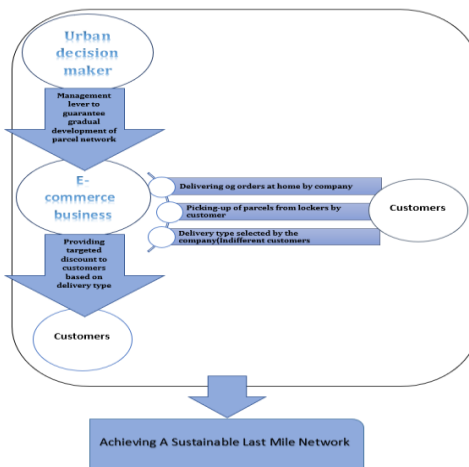 Urban
decision
maker
Management
lever to
guarantee
gradual
development of
parcel network
E-
commerce
business
Delivering og orders at home by company
Picking-up of parcels from lockers by
customer
Delivery type selected by the
company(Indifferent customers
Customers
Providing
targeted
discount to
customers
based on
delivery type
Customers
Achieving A Sustainable Last Mile Network